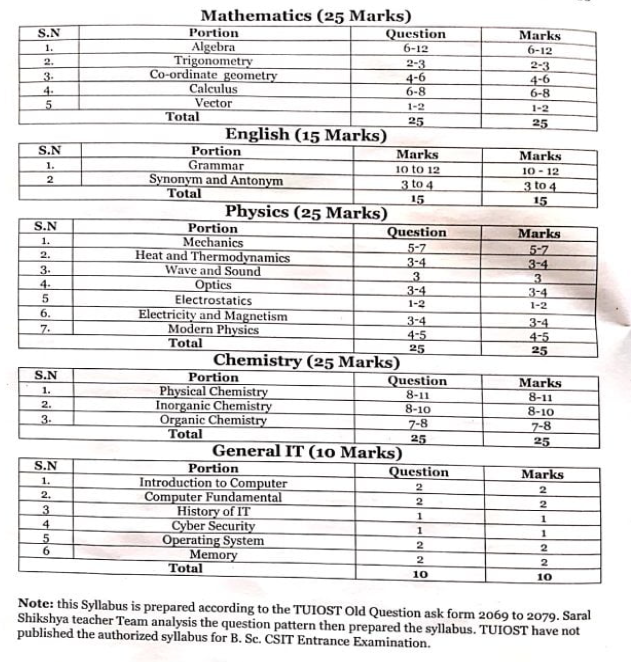 Mathematics (25 Marks)
S.N Portion Question Marks
1. Algebra 6-12 6-12
2. Trigonometry 2-3 2-3
3. Co-ordinate geometry 4-6 4-6
4. Calculus 6-8 6-8
5 Vector 1-2 1-2
Total 25 25
English (15 Marks)
S.N Portion Marks Marks
1. Grammar 10 to 12 10 - 12
2 Synonym and Antonym 3 to 4 3 to 4
Total 15 15
Physics (25 Marks)
S.N Portion Question Marks
1. Mechanics 5-7 5-7
2. Heat and Thermodynamics 3-4 3-4
3. Wave and Sound 3 3
4. Optics 3-4 3-4
5 Electrostatics 1-2 1-2
6. Electricity and Magnetism 3-4 3-4
7. Modern Physics 4-5 4-5
Total 25 25
Chemistry (25 Marks)
S.N Portion Question Marks
1. Physical Chemistry 8-11 8-11
2. Inorganic Chemistry 8-10 8-10
3. Organic Chemistry 7-8 7-8
Total 25 25
General IT (10 Marks)
S.N Portion Question Marks
1. Introduction to Computer 2 2
2. Computer Fundamental 2 2
3 History of IT 1 1
4 Cyber Security 1 1
5 Operating System 2 2
6 Memory 2 2
Total 10 10
Note: this Syllabus is prepared according to the TUIOST Old Question ask form 2069 to 2079. Saral
Shikshya teacher Team analysis the question pattern then prepared the syllabus. TUIOST have not
published the authorized syllabus for B. Sc. CSIT Entrance Examination.